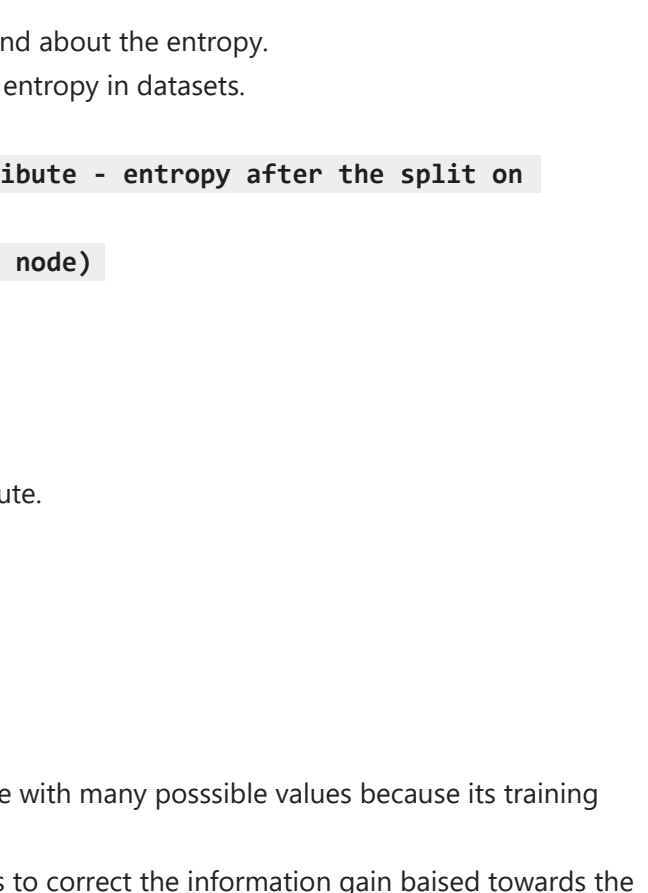 nd about the entropy.
entropy in datasets.
ibute - entropy after the split on
node)
ute.
e with many posssible values because its training
s to correct the information gain baised towards the